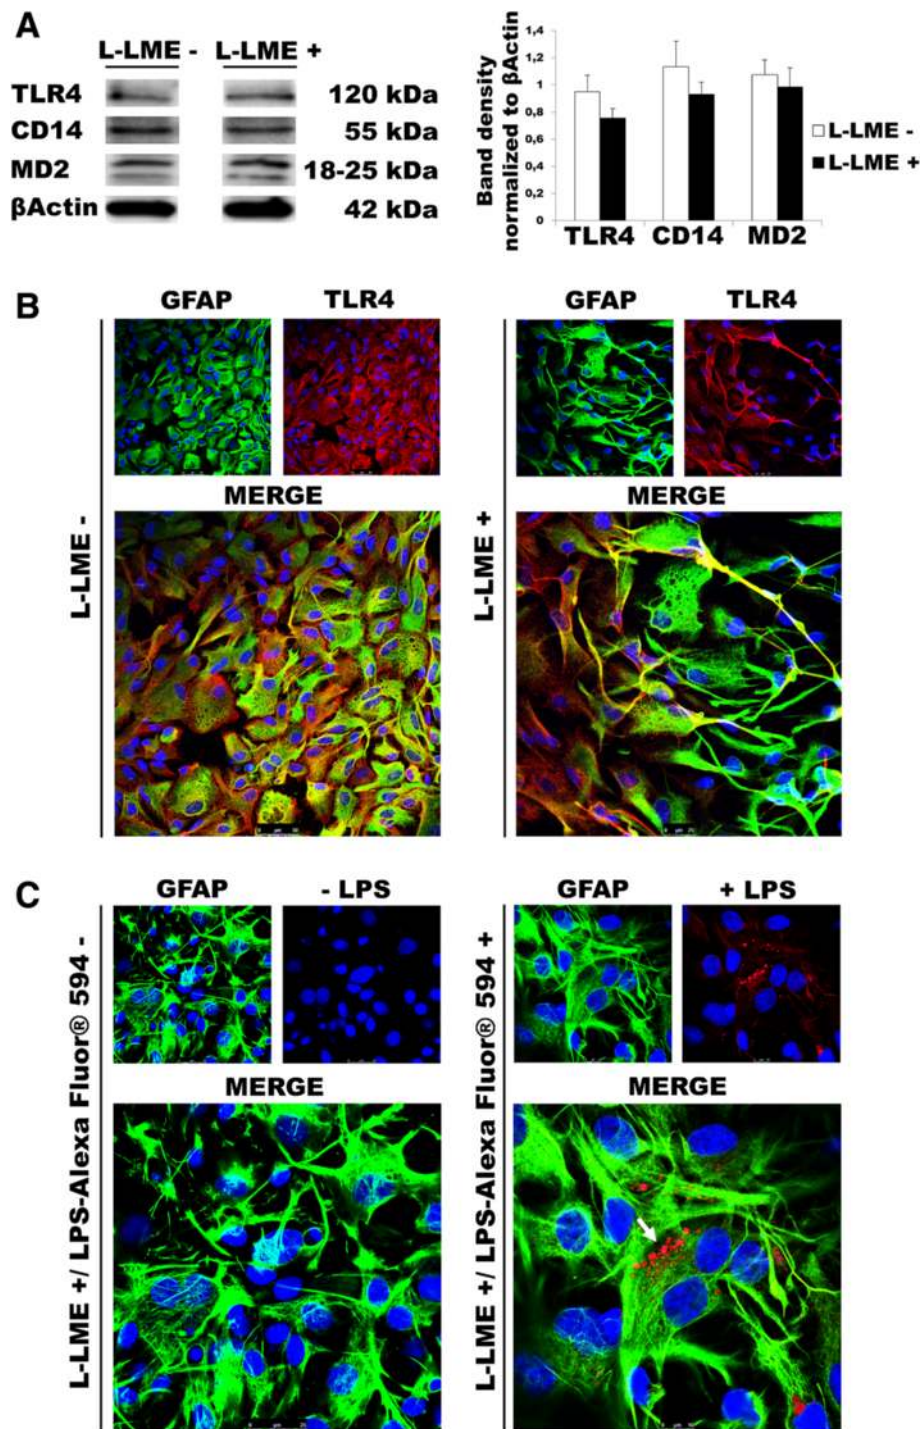 A
L-LME - L-LME +
TLR4 120 kDa
CD14 55 kDa
MD2 18-25 kDa
βActin 42 kDa
Band density
normalized to βActin
1,4
1,2
1
0,8
0,6
0,4
0,2
0
TLR4 CD14 MD2
L-LME -
L-LME +
B
GFAP TLR4
MERGE
L-LME -
GFAP TLR4
MERGE
L-LME +
C
GFAP - LPS
MERGE
L-LME +/ LPS-Alexa Fluor® 594 -
GFAP + LPS
MERGE
L-LME +/ LPS-Alexa Fluor® 594 +